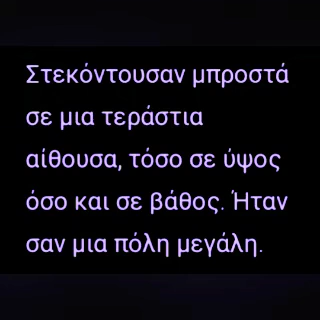 Στεκόντουσαν μπροστά
σε μια τεράστια
αίθουσα, τόσο σε ύψος
όσο και σε βάθος. Ήταν
σαν μια πόλη μεγάλη.